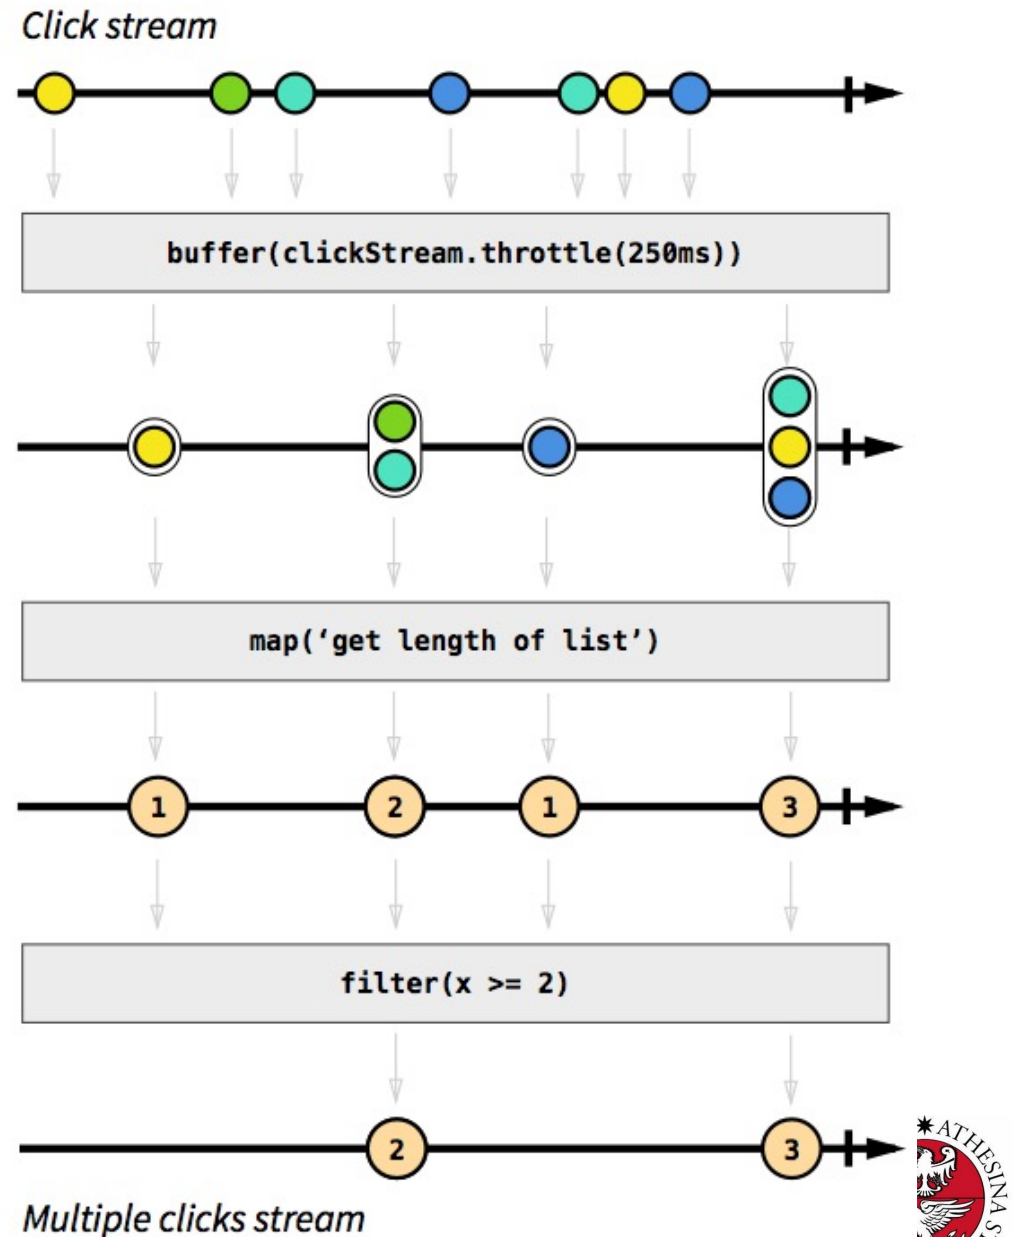 Click stream
buffer(clickStream.throttle(250ms))
map(‘get length of list’)
1 2 1 3
filter(x >= 2)
2 3
Multiple clicks stream
ATHESINA